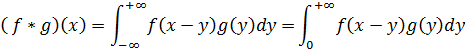 ( f * g )(x) = ∫_{-∞}^{+∞} f(x − y)g(y)dy = ∫_{0}^{+∞} f(x − y)g(y)dy